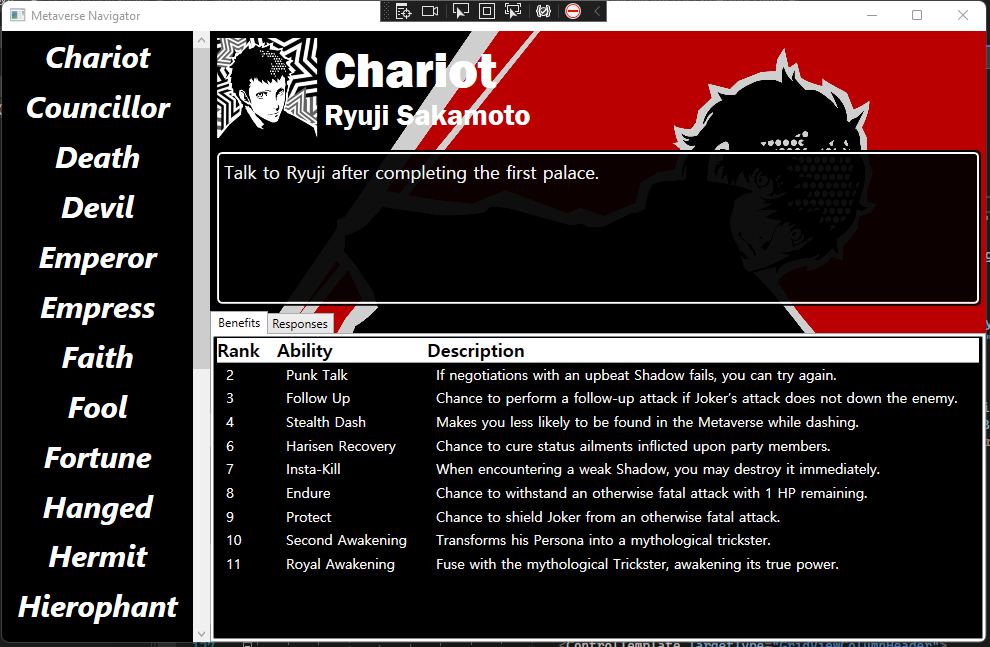 Metaverse Navigator
Chariot
Councillor
Death
Devil
Emperor
Empress
Faith
Fool
Fortune
Hanged
Hermit
Hierophant
Chariot
Ryuji Sakamoto
Talk to Ryuji after completing the first palace.
Benefits Responses
Rank Ability Description
2 Punk Talk If negotiations with an upbeat Shadow fails, you can try again.
3 Follow Up Chance to perform a follow-up attack if Joker's attack does not down the enemy.
4 Stealth Dash Makes you less likely to be found in the Metaverse while dashing.
6 Harisen Recovery Chance to cure status ailments inflicted upon party members.
7 Insta-Kill When encountering a weak Shadow, you may destroy it immediately.
8 Endure Chance to withstand an otherwise fatal attack with 1 HP remaining.
9 Protect Chance to shield Joker from an otherwise fatal attack.
10 Second Awakening Transforms his Persona into a mythological trickster.
11 Royal Awakening Fuse with the mythological Trickster, awakening its true power.
<ControlTemplate TargetType="GridViewColumnHeader">